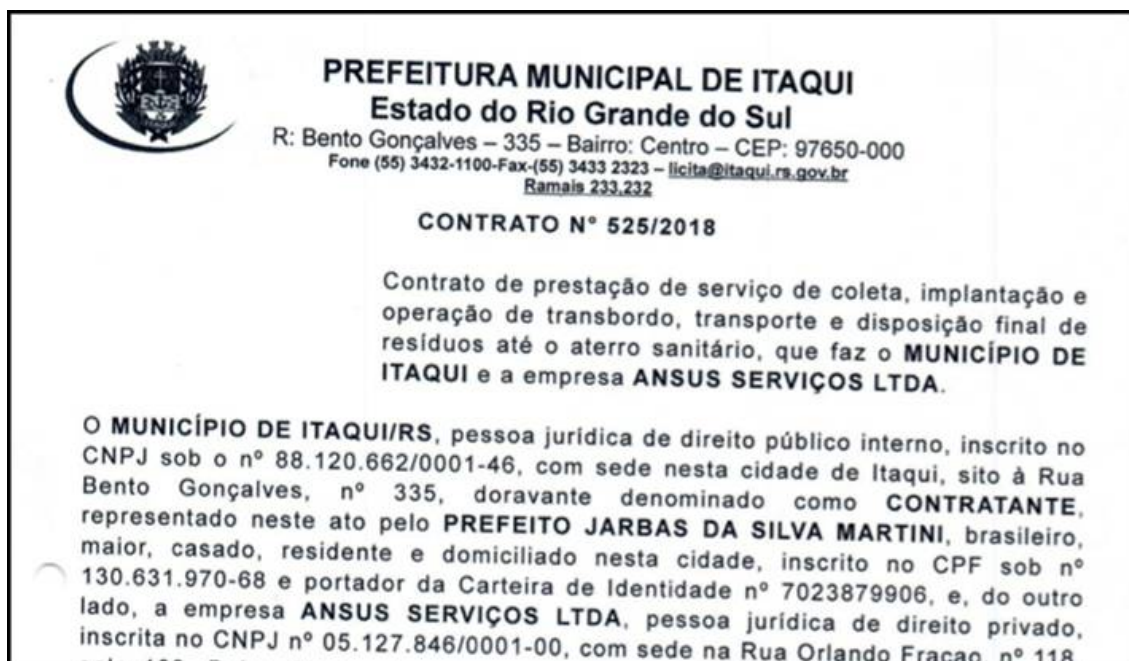 PREFEITURA MUNICIPAL DE ITAQUI
Estado do Rio Grande do Sul
R: Bento Gonçalves – 335 – Bairro: Centro – CEP: 97650-000
Fone (55) 3432-1100-Fax-(55) 3433 2323 – licita@itaqui.rs.gov.br
Ramais 233,232
CONTRATO N° 525/2018
Contrato de prestação de serviço de coleta, implantação e
operação de transbordo, transporte e disposição final de
resíduos até o aterro sanitário, que faz o MUNICÍPIO DE
ITAQUI e a empresa ANSUS SERVIÇOS LTDA.
O MUNICÍPIO DE ITAQUI/RS, pessoa jurídica de direito público interno, inscrito no
CNPJ sob o nº 88.120.662/0001-46, com sede nesta cidade de Itaqui, sito à Rua
Bento Gonçalves, nº 335, doravante denominado como CONTRATANTE,
representado neste ato pelo PREFEITO JARBAS DA SILVA MARTINI, brasileiro,
maior, casado, residente e domiciliado nesta cidade, inscrito no CPF sob nº
130.631.970-68 e portador da Carteira de Identidade nº 7023879906, e, do outro
lado, a empresa ANSUS SERVIÇOS LTDA, pessoa jurídica de direito privado,
inscrita no CNPJ nº 05.127.846/0001-00, com sede na Rua Orlando Fração, nº 118,